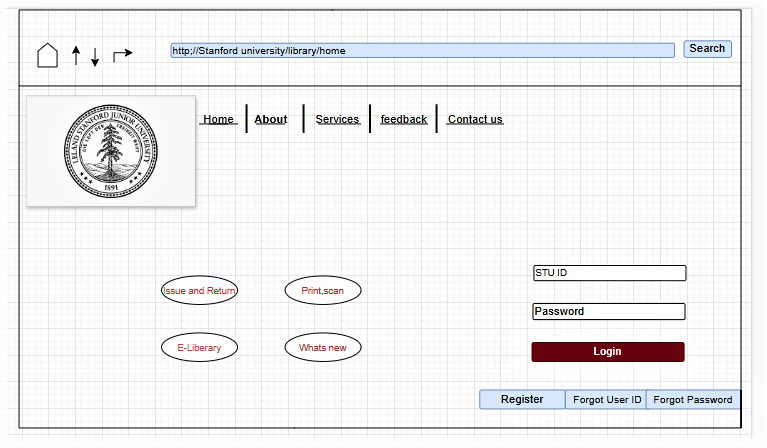 http;//Stanford university/library/home
Search
Home
About
Services
feedback
Contact us
LELAND STANFORD JUNIOR UNIVERSITY
DIE LUFT DER FREIHEIT WEHT
1891
STU ID
Issue and Return
Print,scan
Password
E-Liberary
Whats new
Login
Register
Forgot User ID
Forgot Password